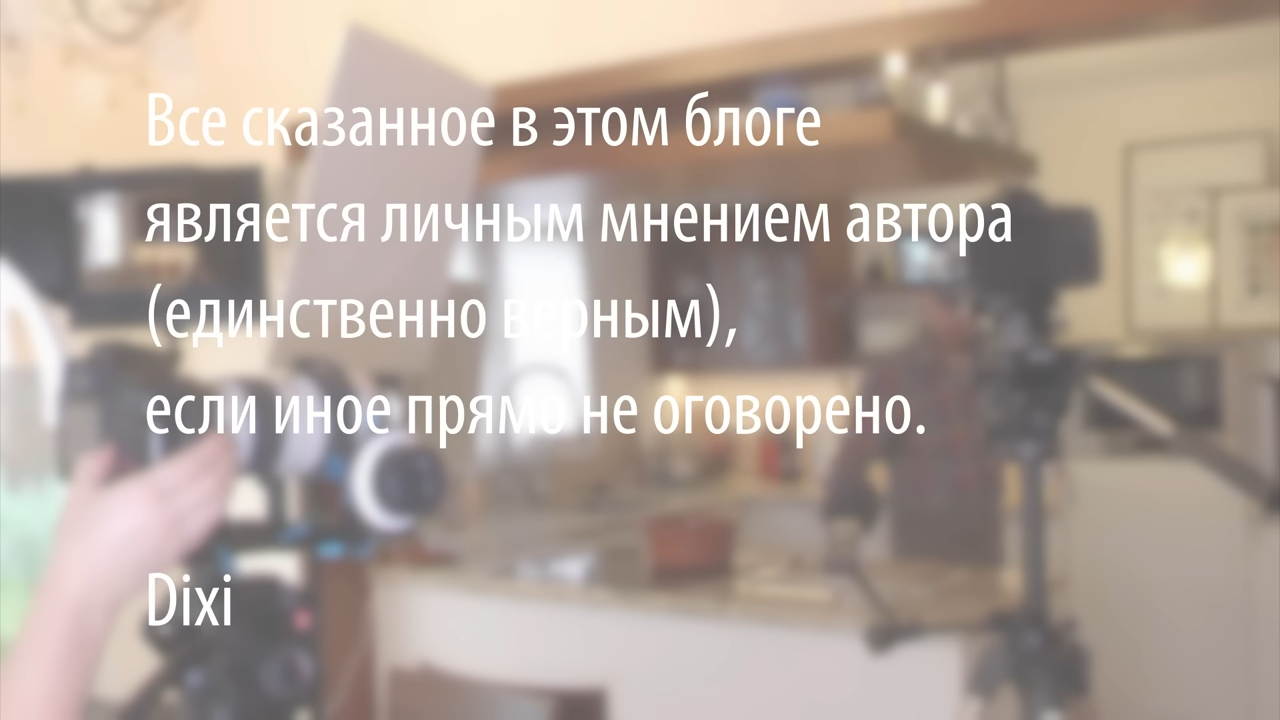 Все сказанное в этом блоге
является личным мнением автора
(единственно верным),
если иное прямо не оговорено.
Dixi